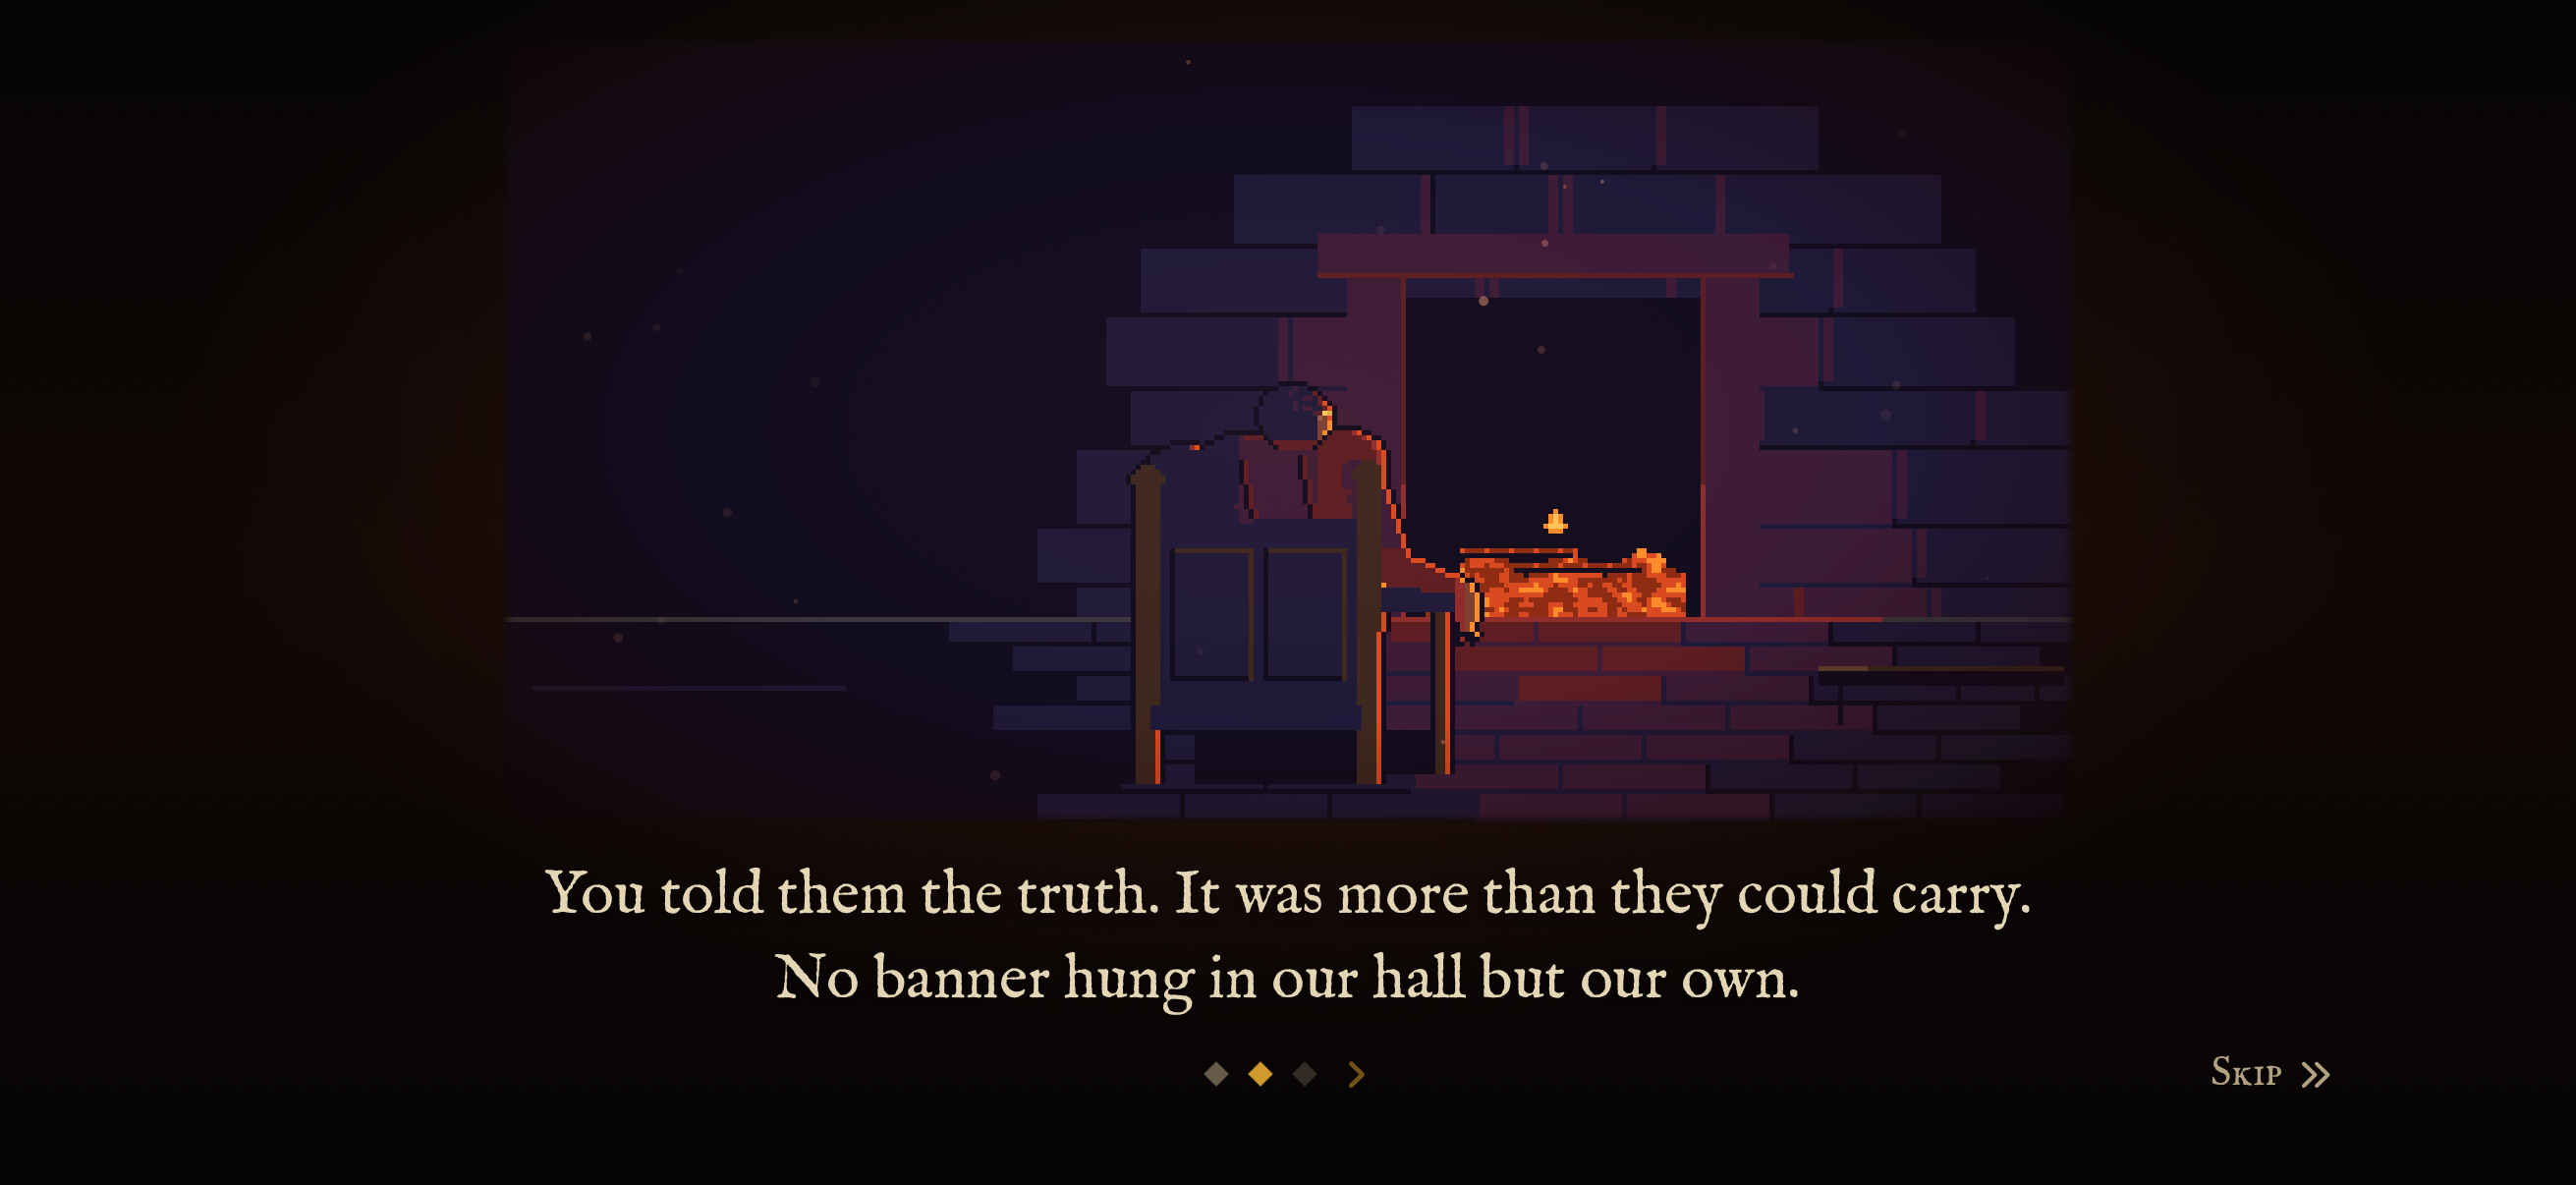 You told them the truth. It was more than they could carry.
No banner hung in our hall but our own.
Skip